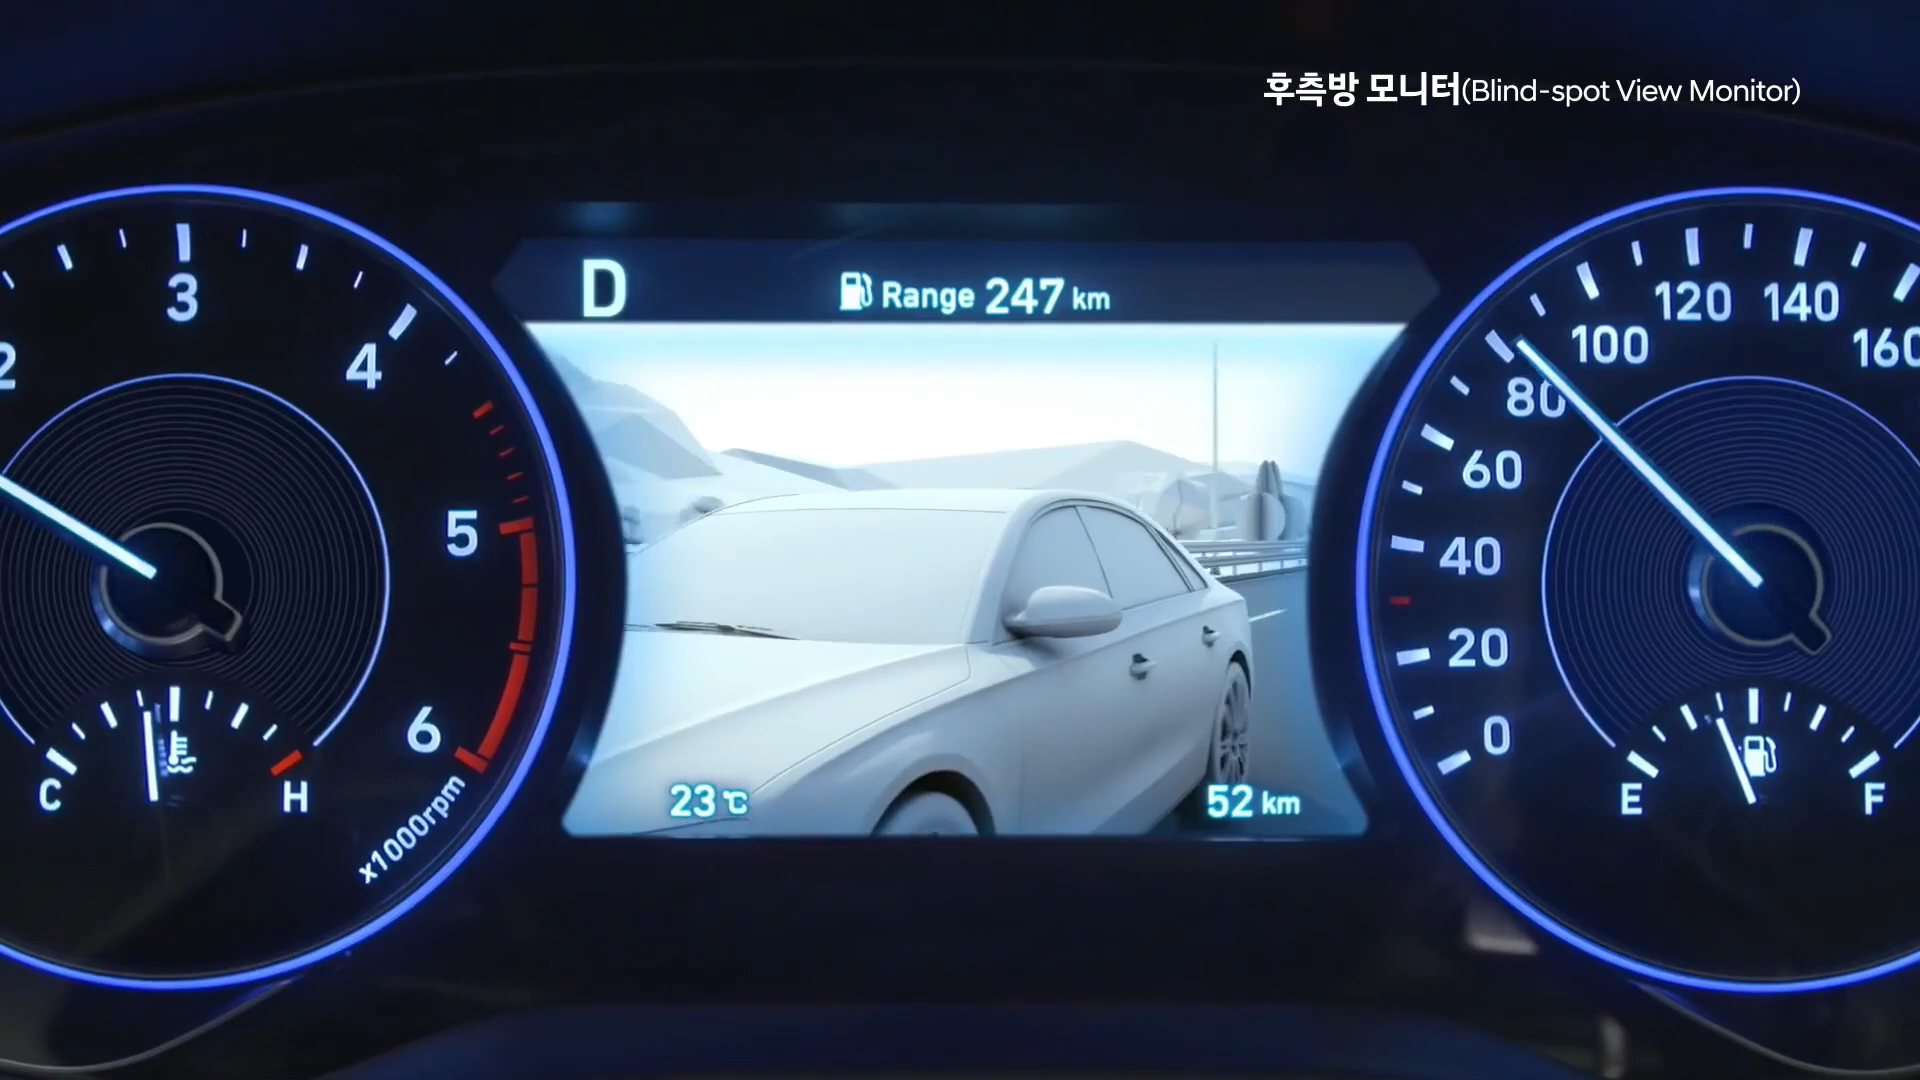 후측방 모니터(Blind-spot View Monitor)
D
Range 247 km
2
3
4
5
6
x1000rpm
C
H
23 ℃
52 km
0
20
40
60
80
100
120
140
160
E
F